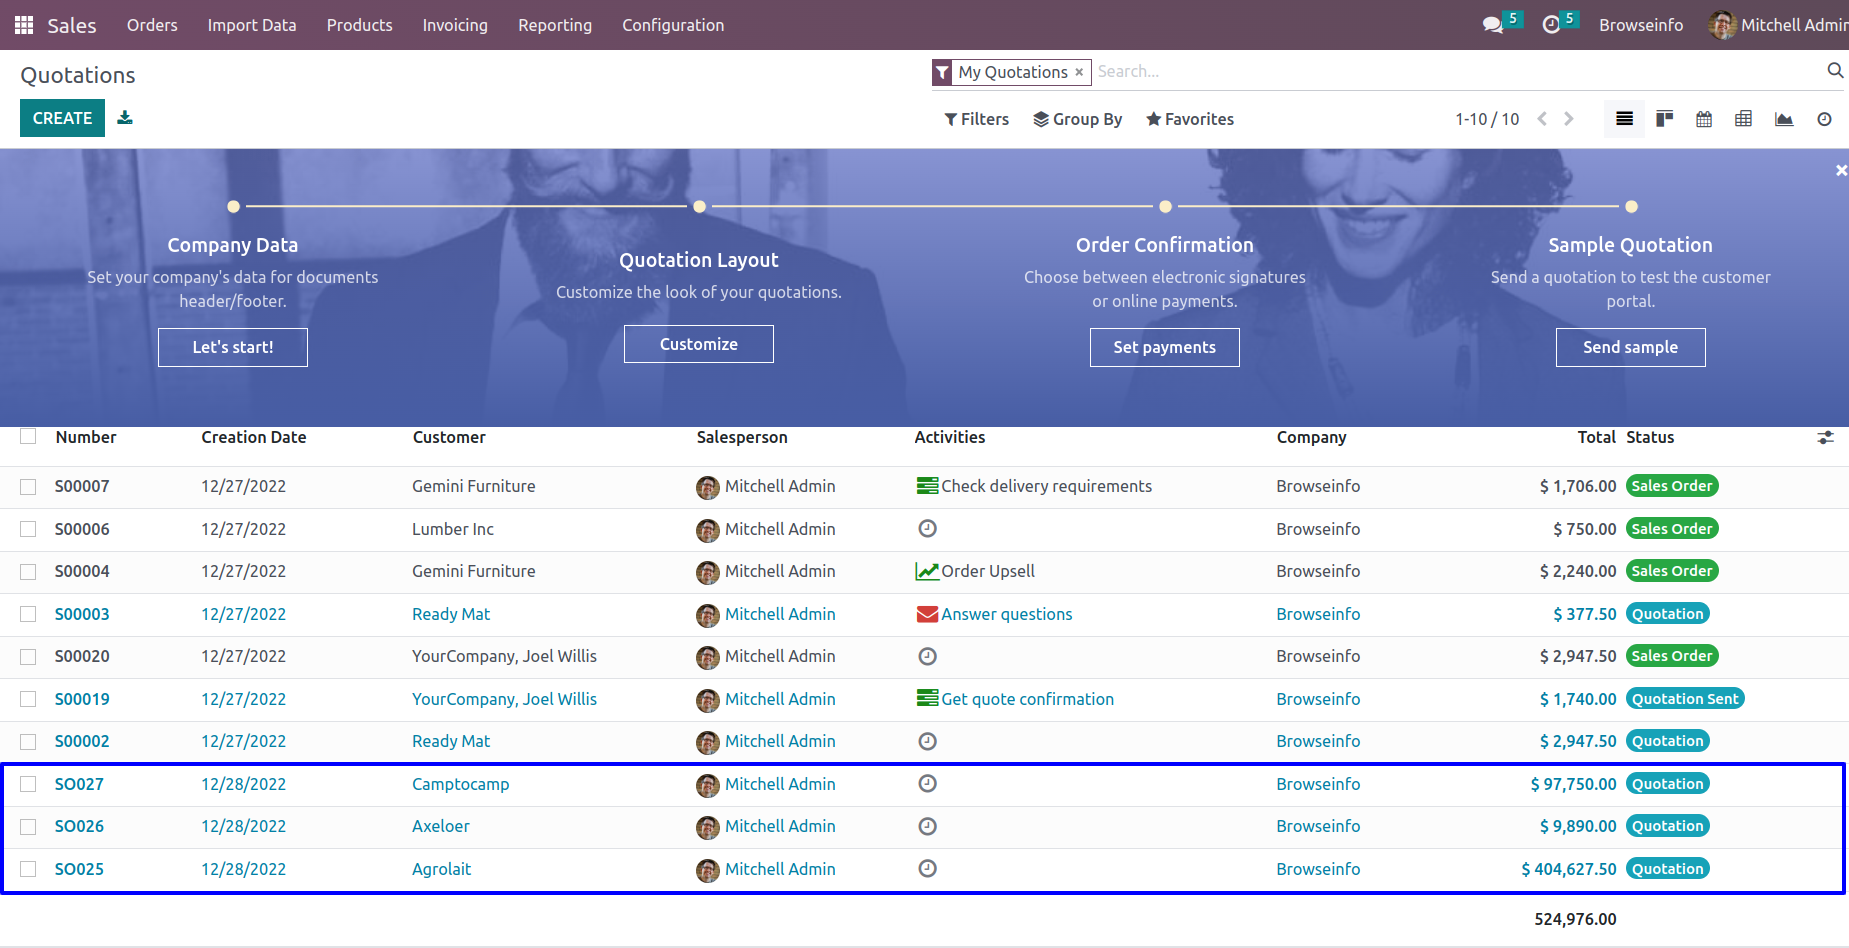 Sales Orders Import Data Products Invoicing Reporting Configuration 5 5 Browseinfo Mitchell Admin
Quotations
My Quotations × Search...
CREATE
Filters Group By Favorites 1-10 / 10
Company Data
Set your company's data for documents
header/footer.
Let's start!
Quotation Layout
Customize the look of your quotations.
Customize
Order Confirmation
Choose between electronic signatures
or online payments.
Set payments
Sample Quotation
Send a quotation to test the customer
portal.
Send sample
Number Creation Date Customer Salesperson Activities Company Total Status
S00007 12/27/2022 Gemini Furniture Mitchell Admin Check delivery requirements Browseinfo $ 1,706.00 Sales Order
S00006 12/27/2022 Lumber Inc Mitchell Admin Browseinfo $ 750.00 Sales Order
S00004 12/27/2022 Gemini Furniture Mitchell Admin Order Upsell Browseinfo $ 2,240.00 Sales Order
S00003 12/27/2022 Ready Mat Mitchell Admin Answer questions Browseinfo $ 377.50 Quotation
S00020 12/27/2022 YourCompany, Joel Willis Mitchell Admin Browseinfo $ 2,947.50 Sales Order
S00019 12/27/2022 YourCompany, Joel Willis Mitchell Admin Get quote confirmation Browseinfo $ 1,740.00 Quotation Sent
S00002 12/27/2022 Ready Mat Mitchell Admin Browseinfo $ 2,947.50 Quotation
SO027 12/28/2022 Camptocamp Mitchell Admin Browseinfo $ 97,750.00 Quotation
SO026 12/28/2022 Axeloer Mitchell Admin Browseinfo $ 9,890.00 Quotation
SO025 12/28/2022 Agrolait Mitchell Admin Browseinfo $ 404,627.50 Quotation
524,976.00